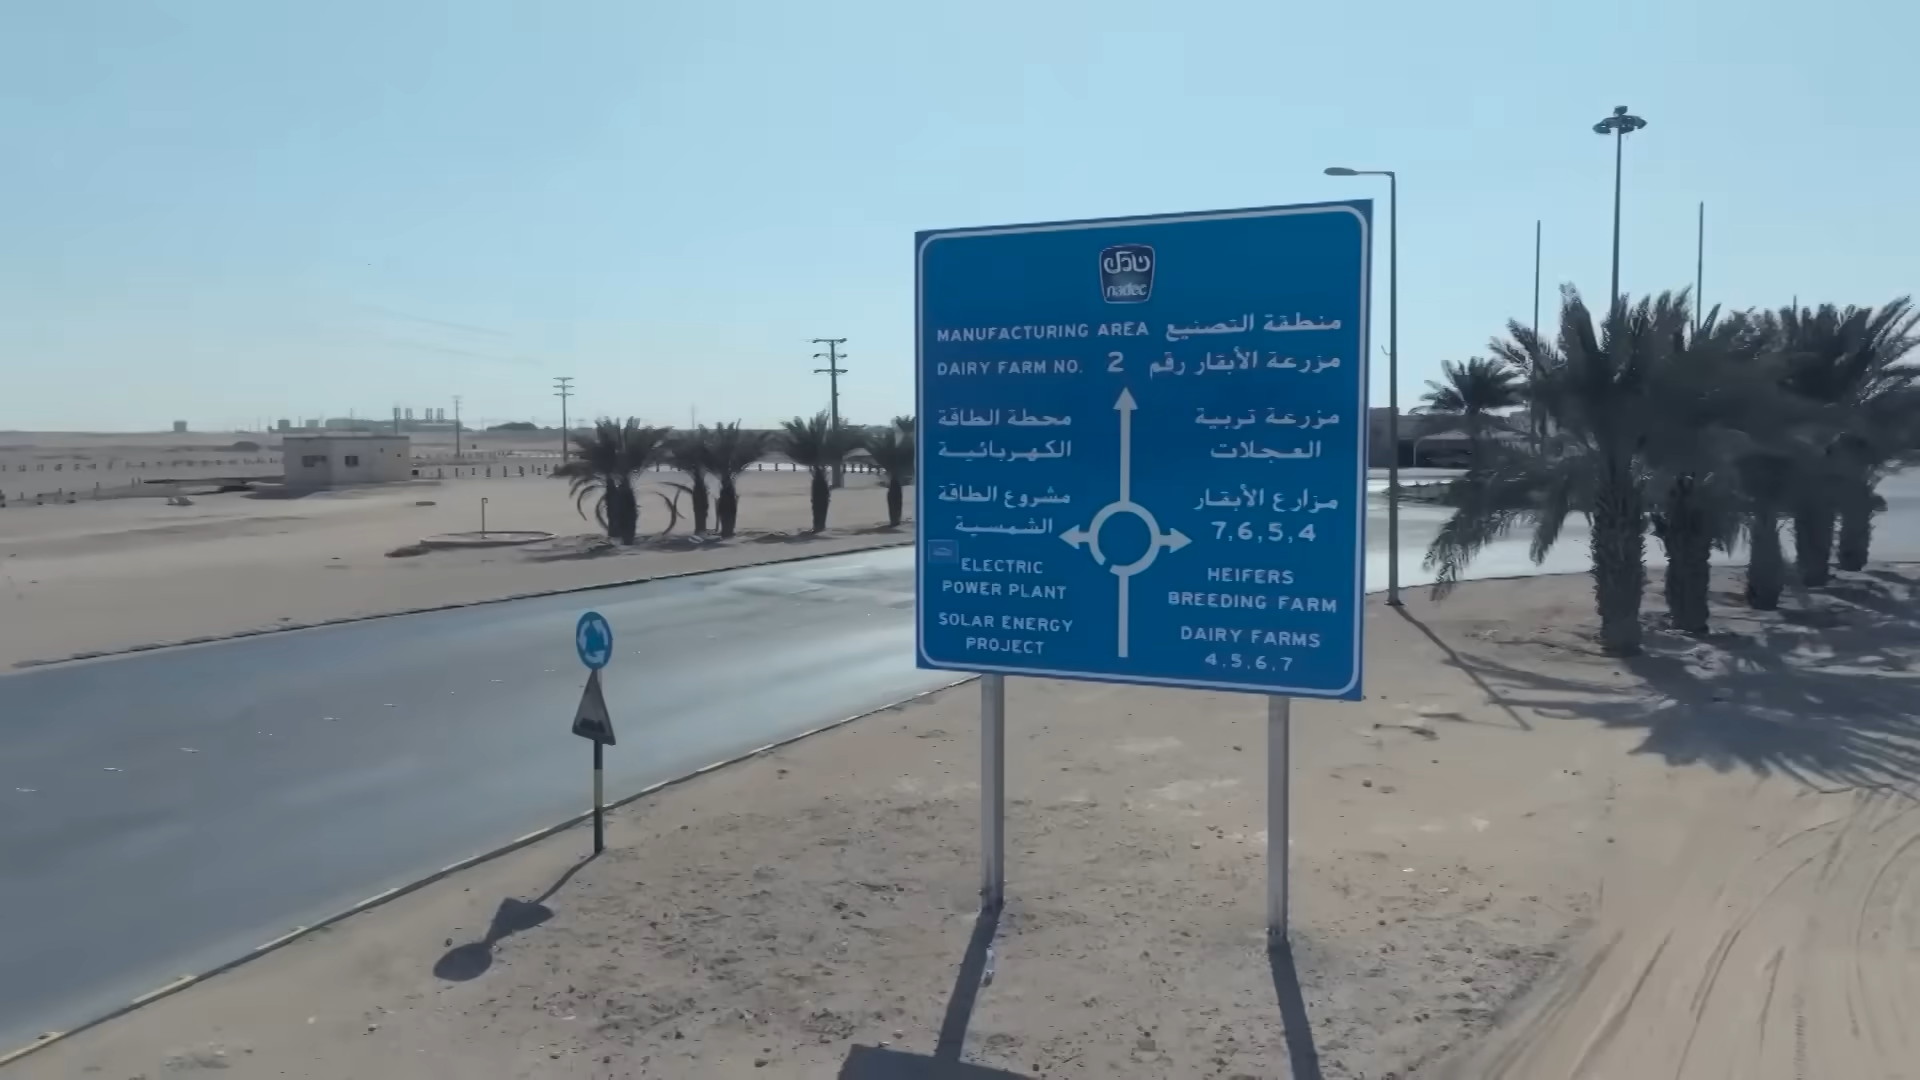 نادك
nadec
MANUFACTURING AREA منطقة التصنيع
DAIRY FARM NO. 2 مزرعة الأبقار رقم
محطة الطاقة
الكهربائية
مشروع الطاقة
الشمسية
ELECTRIC
POWER PLANT
SOLAR ENERGY
PROJECT
مزرعة تربية
العجلات
مزارع الأبقار
7,6,5,4
HEIFERS
BREEDING FARM
DAIRY FARMS
4,5,6,7